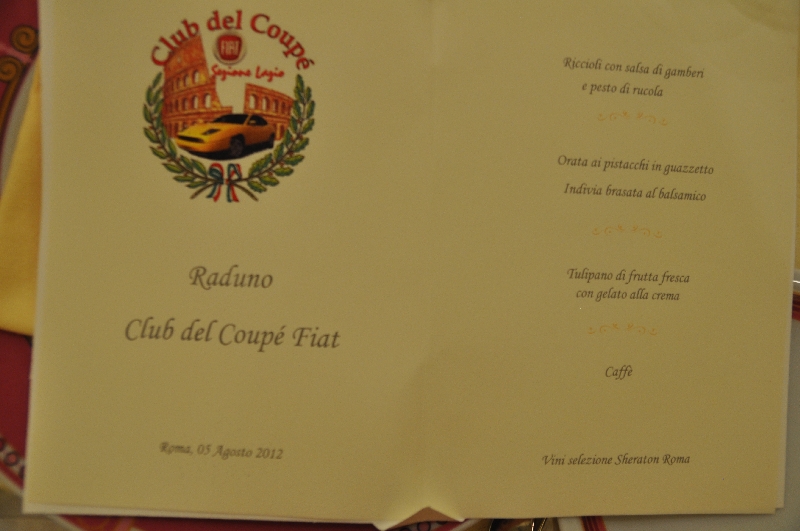 Club del Coupé
FIAT
Sezione Lazio
Raduno
Club del Coupé Fiat
Roma, 05 Agosto 2012
Riccioli con salsa di gamberi
e pesto di rucola
Orata ai pistacchi in guazzetto
Indivia brasata al balsamico
Tulipano di frutta fresca
con gelato alla crema
Caffè
Vini selezione Sheraton Roma